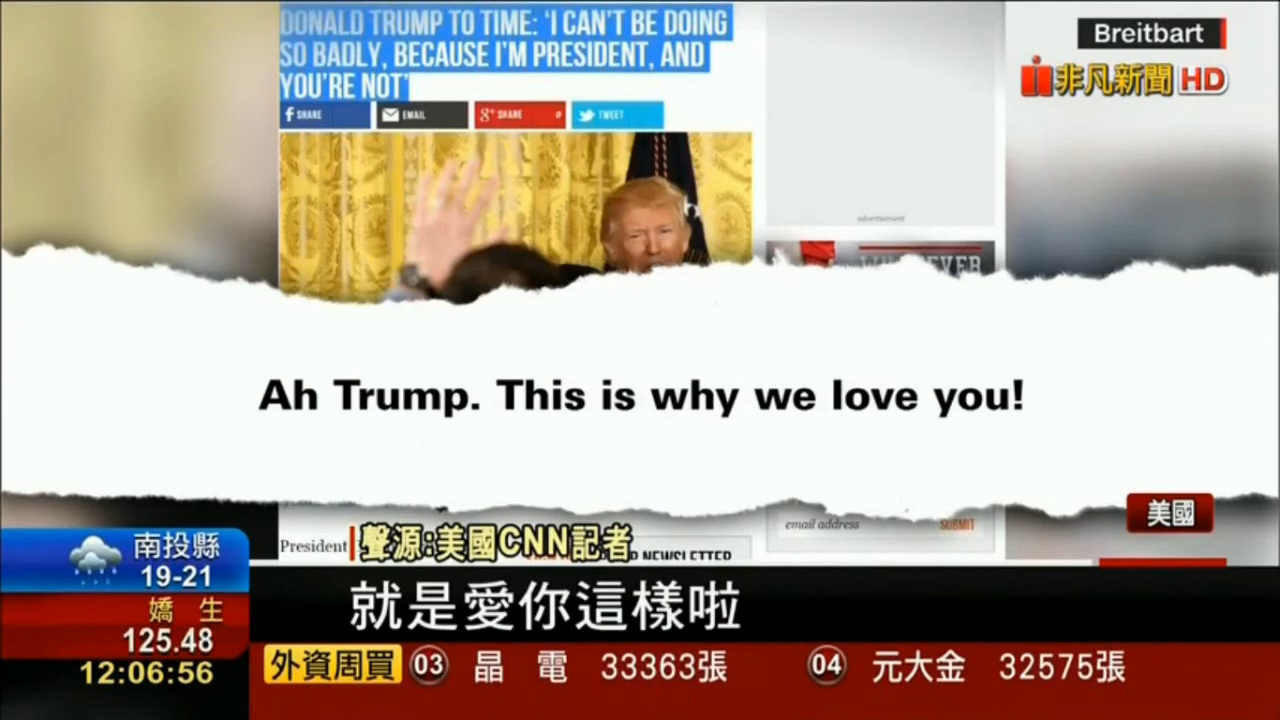 DONALD TRUMP TO TIME: 'I CAN'T BE DOING
SO BADLY, BECAUSE I'M PRESIDENT, AND
YOU'RE NOT'
SHARE
EMAIL
SHARE
TWEET
Breitbart
非凡新聞HD
advertisement
Ah Trump. This is why we love you!
email address SUBMIT
美國
President
聲源:美國CNN記者
NEWSLETTER
就是愛你這樣啦
南投縣
19-21
嬌生
125.48
12:06:56
外資周買 03 晶電 33363張 04 元大金 32575張